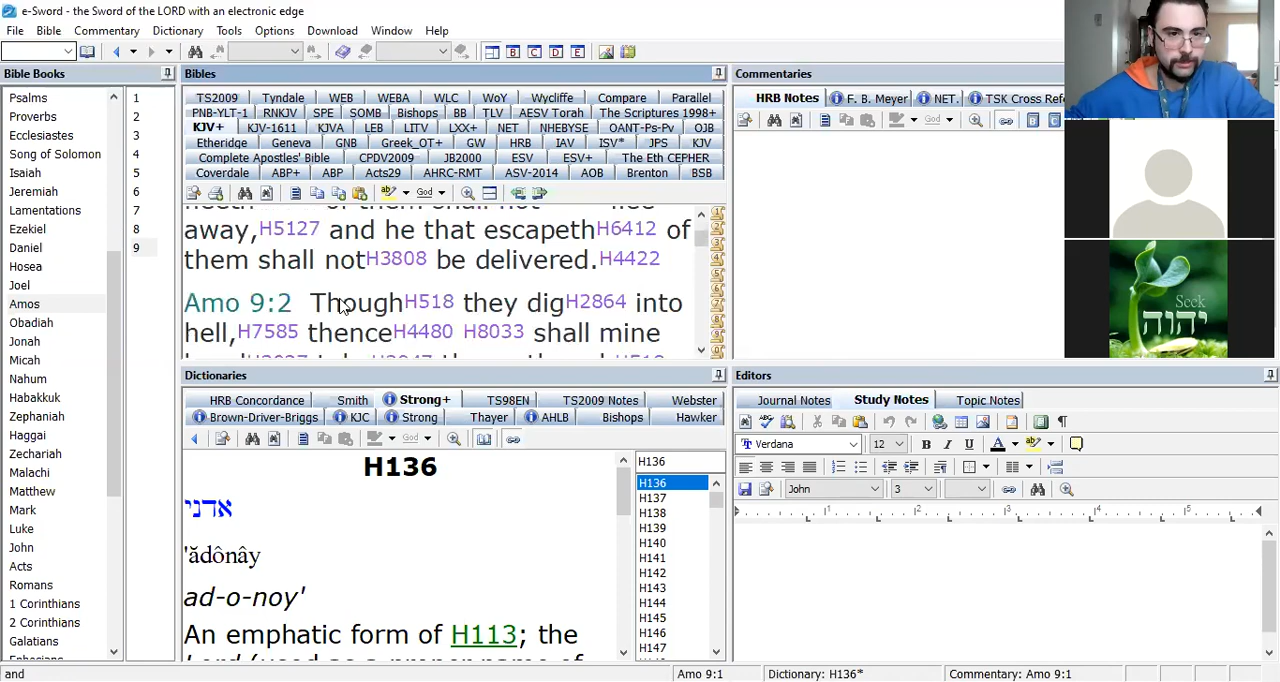 e-Sword - the Sword of the LORD with an electronic edge
File Bible Commentary Dictionary Tools Options Download Window Help
Bible Books
Psalms
Proverbs
Ecclesiastes
Song of Solomon
Isaiah
Jeremiah
Lamentations
Ezekiel
Daniel
Hosea
Joel
Amos
Obadiah
Jonah
Micah
Nahum
Habakkuk
Zephaniah
Haggai
Zechariah
Malachi
Matthew
Mark
Luke
John
Acts
Romans
1 Corinthians
2 Corinthians
Galatians
1
2
3
4
5
6
7
8
9
Bibles
TS2009 Tyndale WEB WEBA WLC WoY Wycliffe Compare Parallel
PNB-YLT-1 RNKJV SPE SOMB Bishops BB TLV AESV Torah The Scriptures 1998+
KJV+ KJV-1611 KJVA LEB LITV LXX+ NET NHEBYSE OANT-Ps-Pv OJB
Etheridge Geneva GNB Greek_OT+ GW HRB IAV ISV* JPS KJV
Complete Apostles' Bible CPDV2009 JB2000 ESV ESV+ The Eth CEPHER
Coverdale ABP+ ABP Acts29 AHRC-RMT ASV-2014 AOB Brenton BSB
God
away,H5127 and he that escapethH6412 of
them shall notH3808 be delivered.H4422
Amo 9:2 ThoughH518 they digH2864 into
hell,H7585 thenceH4480 H8033 shall mine
Dictionaries
HRB Concordance Smith Strong+ TS98EN TS2009 Notes Webster
Brown-Driver-Briggs KJC Strong Thayer AHLB Bishops Hawker
God
H136
אדני
'ădônây
ad-o-noy'
An emphatic form of H113; the
H136
H136
H137
H138
H139
H140
H141
H142
H143
H144
H145
H146
H147
Commentaries
HRB Notes F. B. Meyer NET. TSK Cross Refe
God
Editors
Journal Notes Study Notes Topic Notes
Verdana 12 B I U A
John 3
1 2 3 4 5
Seek
יהוה
and Amo 9:1 Dictionary: H136* Commentary: Amo 9:1